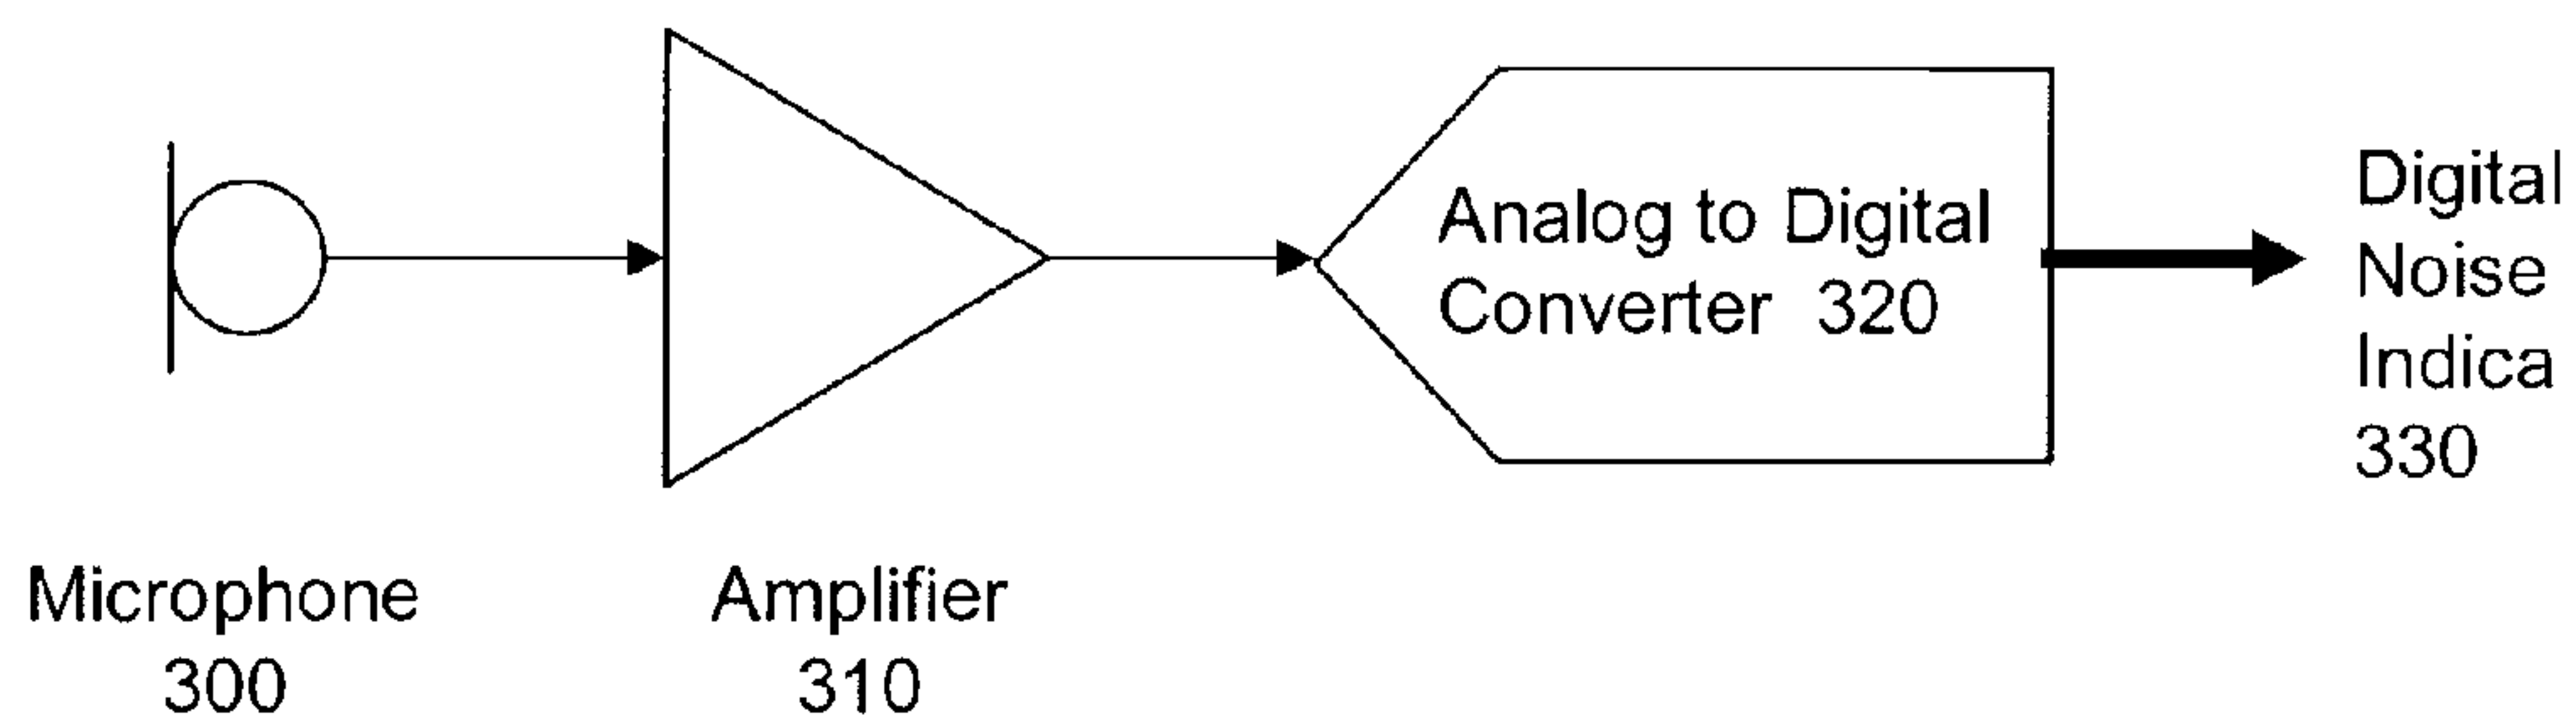 Microphone
300
Amplifier
310
Analog to Digital
Converter 320
Digital
Noise
Indica
330